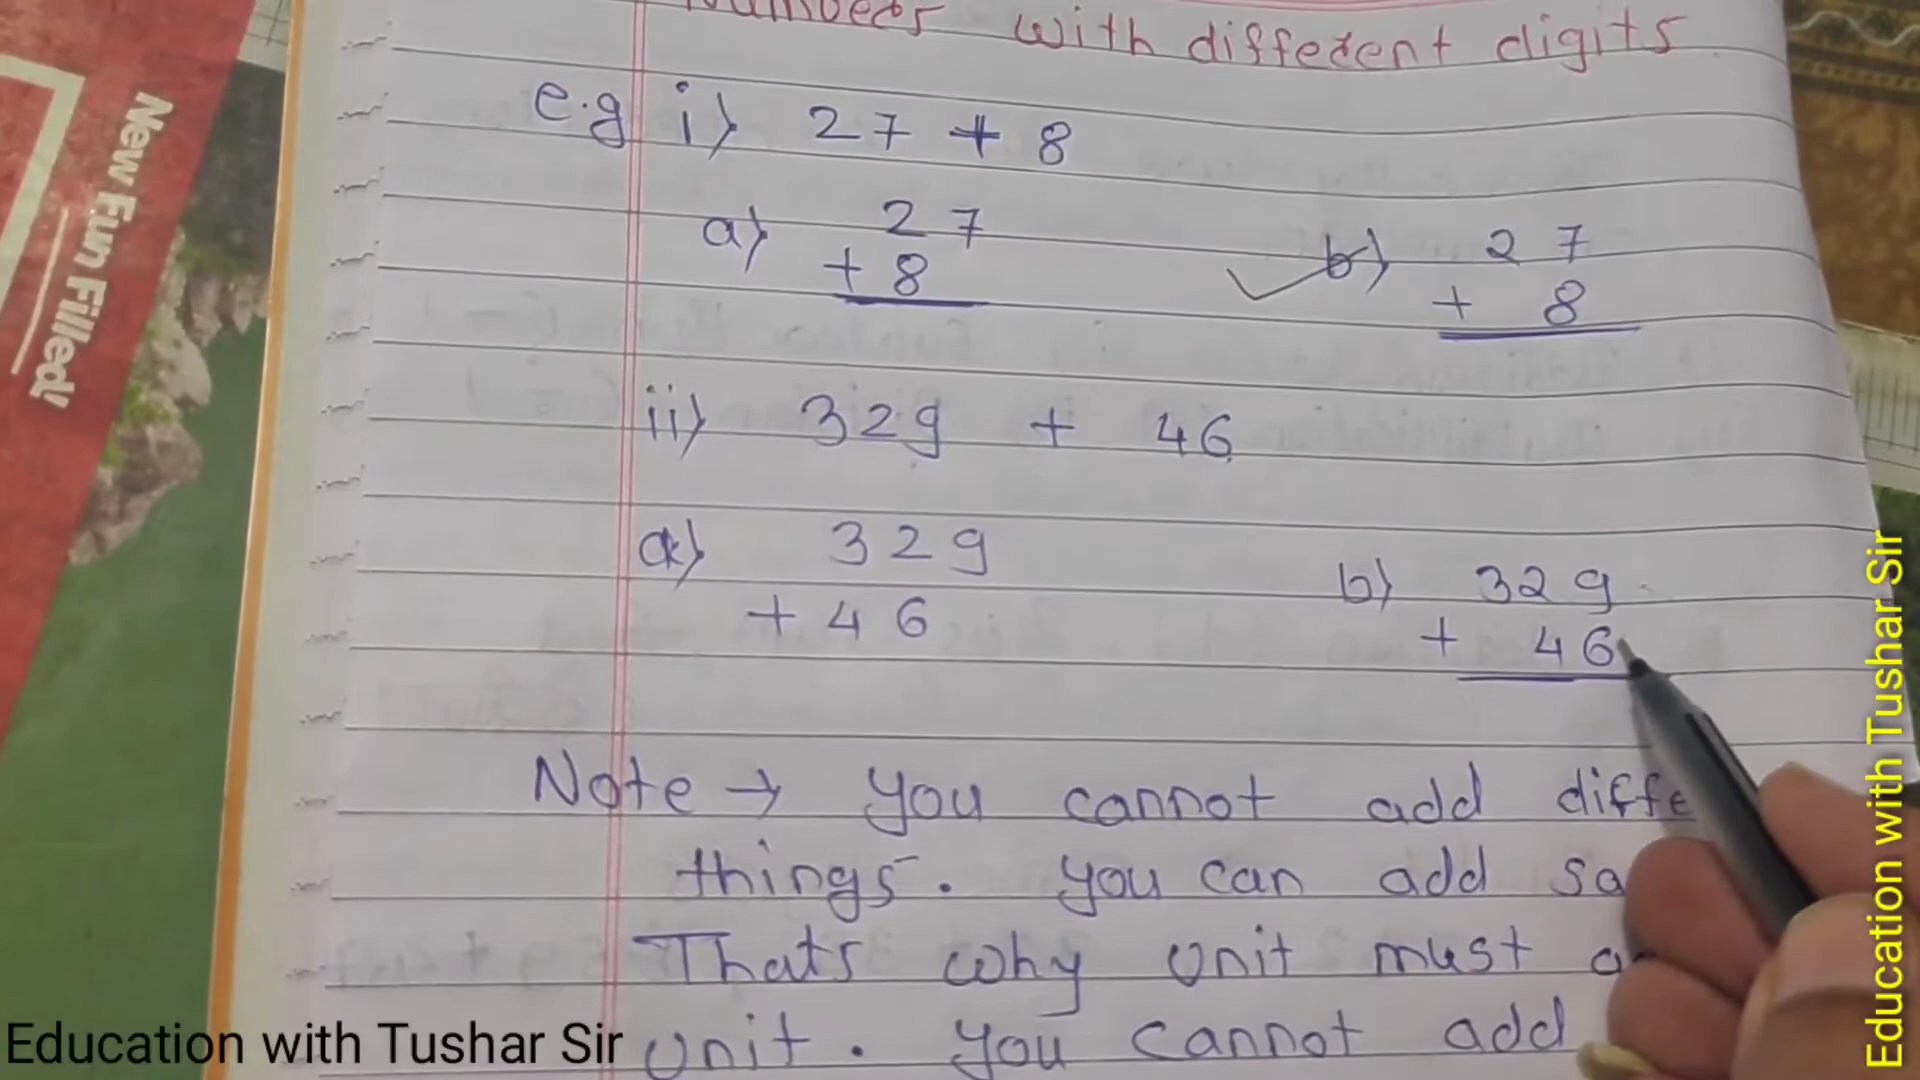 Numbers with different digits
e.g i) 27 + 8
a) 27
+ 8
b) 27
+ 8
ii) 329 + 46
a) 329
+ 46
b) 329
+ 46
Note → You cannot add
things. You can add
Thats why unit must
unit. You cannot add
New Fun Filled!
Education with Tushar Sir
Education with Tushar Sir